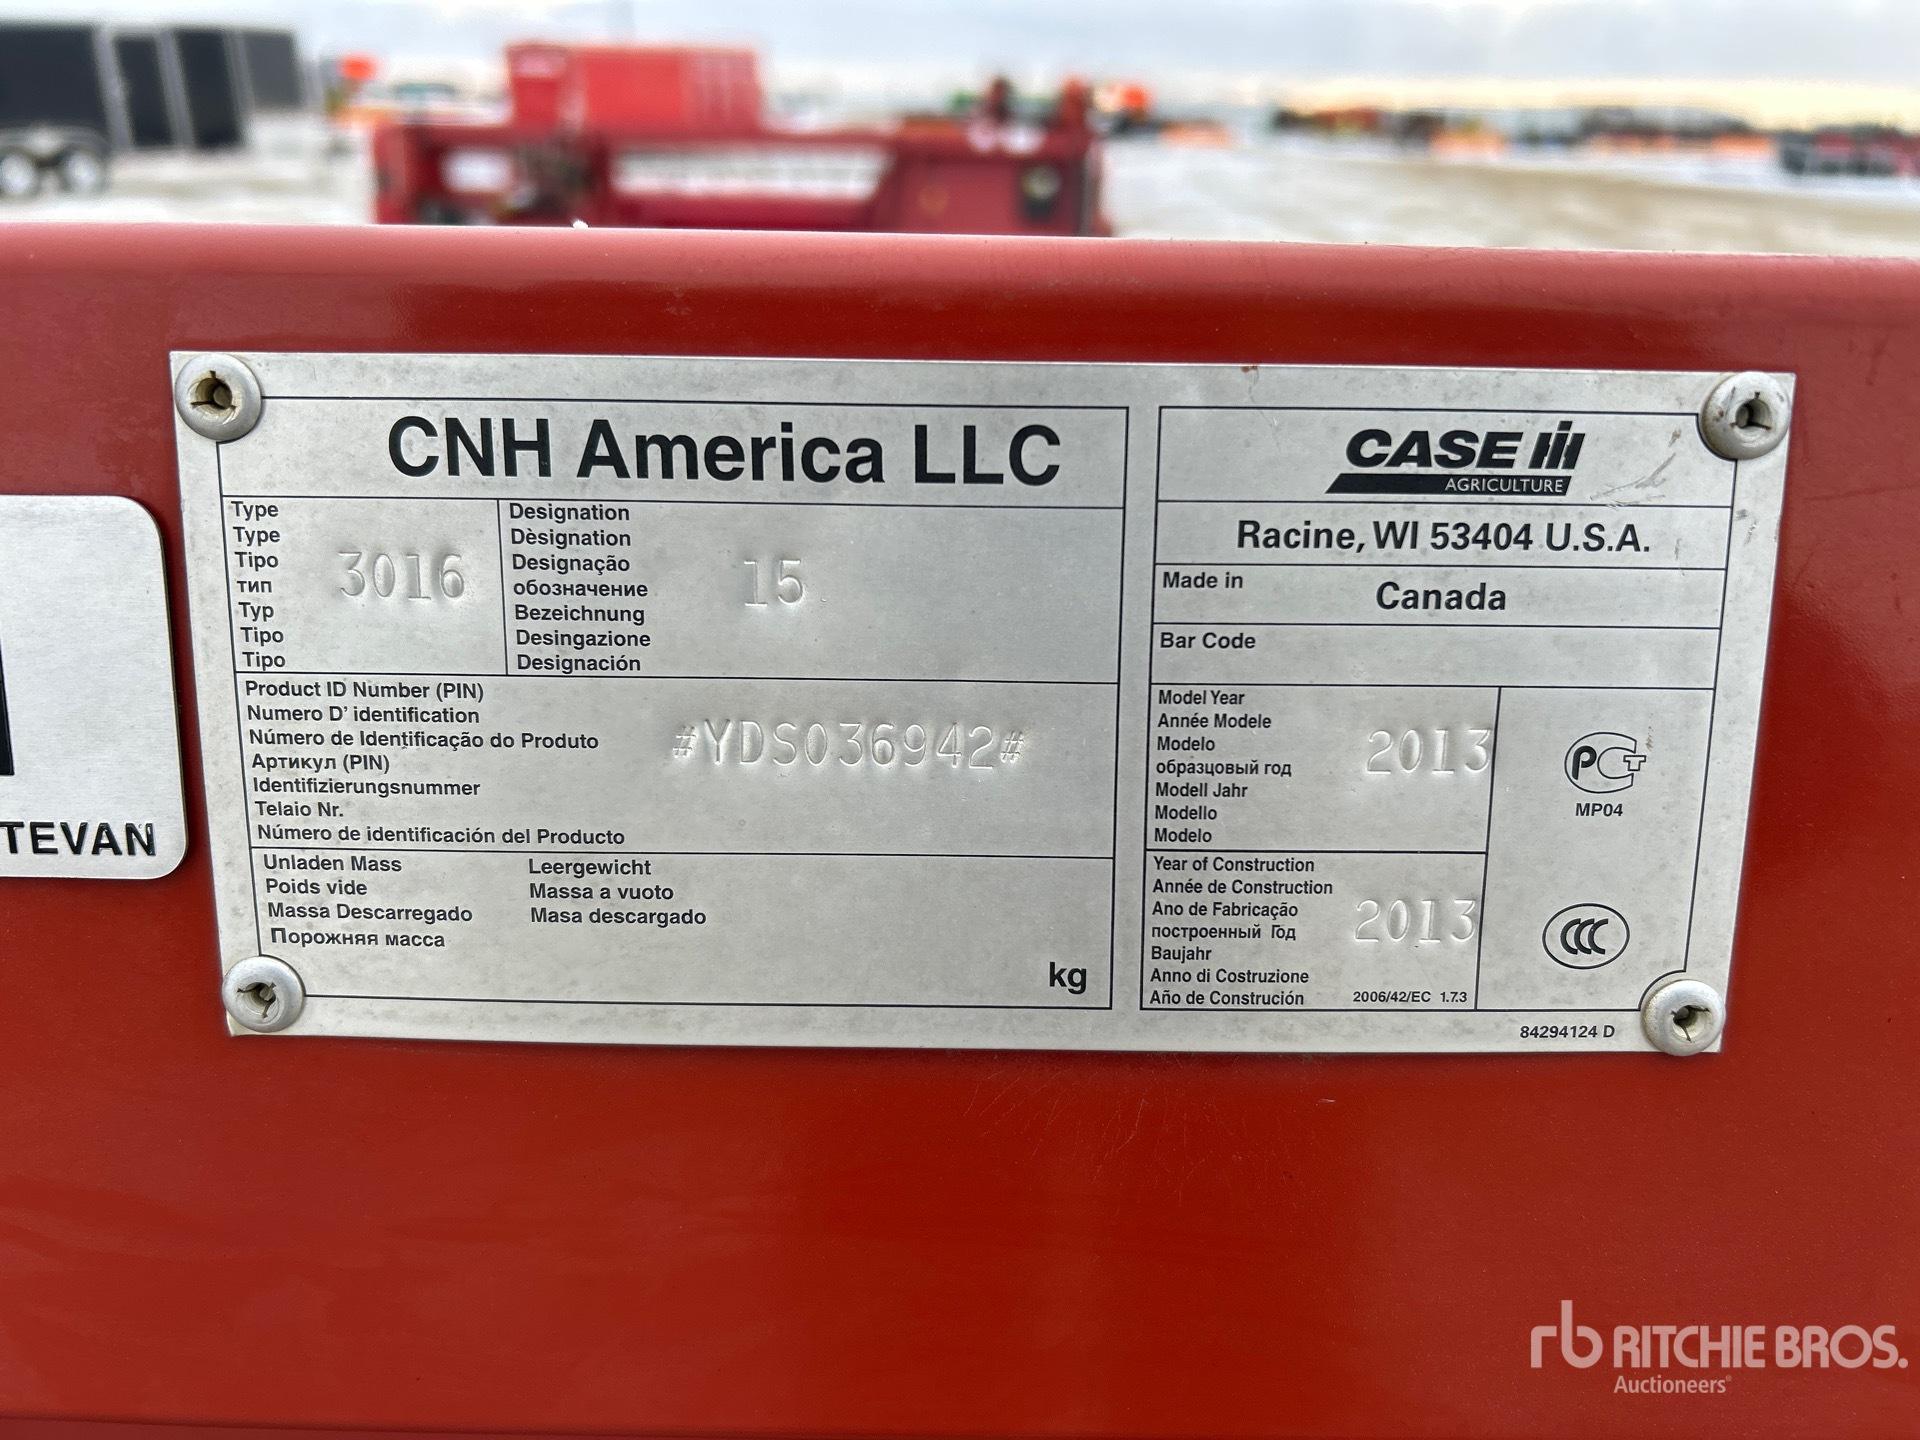 CNH America LLC
Type
Type
Tipo
тип
Typ
Tipo
Tipo
3016
Designation
Dèsignation
Designação
обозначение
Bezeichnung
Desingazione
Designación
15
Product ID Number (PIN)
Numero D' identification
Número de Identificação do Produto
Артикул (PIN)
Identifizierungsnummer
Telaio Nr.
Número de identificación del Producto
#YDS036942#
Unladen Mass
Poids vide
Massa Descarregado
Порожняя масса
Leergewicht
Massa a vuoto
Masa descargado
kg
CASE IH
AGRICULTURE
Racine, WI 53404 U.S.A.
Made in Canada
Bar Code
Model Year
Année Modele
Modelo
образцовый год
Modell Jahr
Modello
Modelo
2013
PCT
MP04
Year of Construction
Année de Construction
Ano de Fabricação
построенный Год
Baujahr
Anno di Costruzione
Año de Construción
2013
2006/42/EC 1.7.3
CCC
84294124 D
TEVAN
rb RITCHIE BROS.
Auctioneers